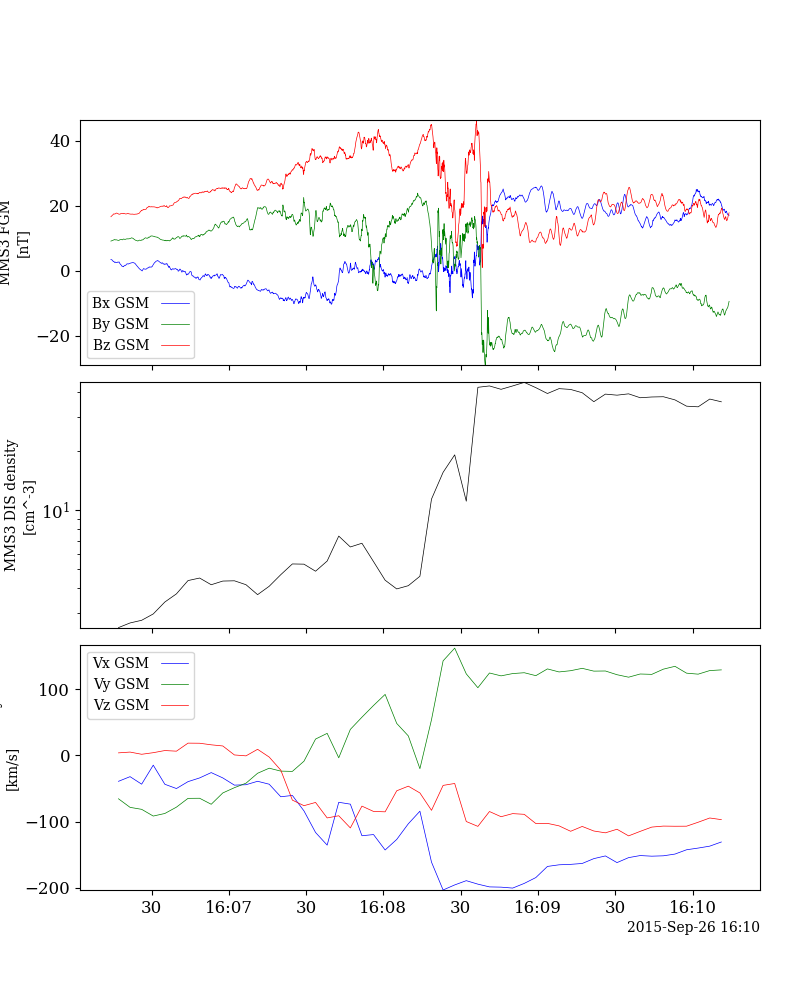 MMS3 FGM
[nT]
40
20
0
−20
Bx GSM
By GSM
Bz GSM
MMS3 DIS density
[cm^-3]
10^1
Vx GSM
Vy GSM
Vz GSM
[km/s]
100
0
−100
−200
30
16:07
30
16:08
30
16:09
30
16:10
2015-Sep-26 16:10